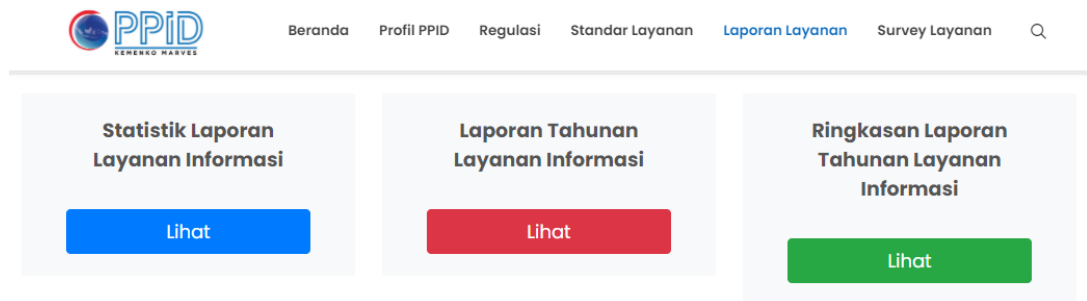 PPID
KEMENKO MARVES
Beranda Profil PPID Regulasi Standar Layanan Laporan Layanan Survey Layanan
Statistik Laporan
Layanan Informasi
Lihat
Laporan Tahunan
Layanan Informasi
Lihat
Ringkasan Laporan
Tahunan Layanan
Informasi
Lihat